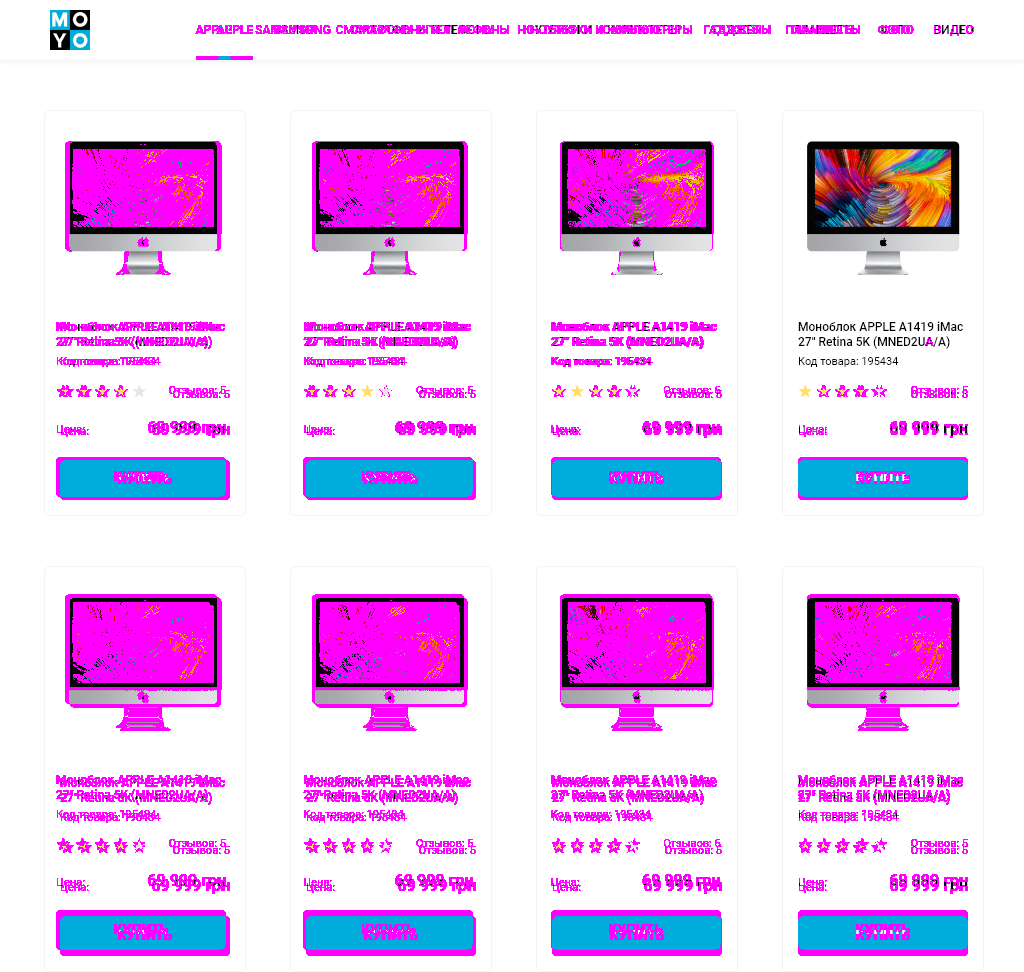 MO
YO
APPLE SAMSUNG СМАРТФОНЫ ТЕЛЕФОНЫ НОУТБУКИ И КОМПЬЮТЕРЫ ГАДЖЕТЫ ПЛАНШЕТЫ ФОТО ВИДЕО
Моноблок APPLE A1419 iMac Моноблок APPLE A1419 iMac Моноблок APPLE A1419 iMac Моноблок APPLE A1419 iMac
27" Retina 5K (MNED2UA/A) 27" Retina 5K (MNED2UA/A) 27" Retina 5K (MNED2UA/A) 27" Retina 5K (MNED2UA/A)
Код товара: 195434 Код товара: 195434 Код товара: 195434 Код товара: 195434
Отзывов: 5 Отзывов: 5 Отзывов: Отзывов:
Цена: 69 999 грн Цена: 69 999 грн Цена: 69 999 грн Цена: 69 999 грн
КУПИТЬ КУПИТЬ КУПИТЬ КУПИТЬ
Моноблок APPLE A1419 iMac Моноблок APPLE A1419 iMac Моноблок APPLE A1419 iMac Моноблок APPLE A1419 iMac
27" Retina 5K (MNED2UA/A) 27" Retina 5K (MNED2UA/A) 27" Retina 5K (MNED2UA/A) 27" Retina 5K (MNED2UA/A)
Код товара: 195434 Код товара: 195434 Код товара: 195434 Код товара: 195434
Отзывов: 5 Отзывов: 5 Отзывов: Отзывов:
Цена: 69 999 грн Цена: 69 999 грн Цена: 69 999 грн Цена: 69 999 грн
КУПИТЬ КУПИТЬ КУПИТЬ КУПИТЬ